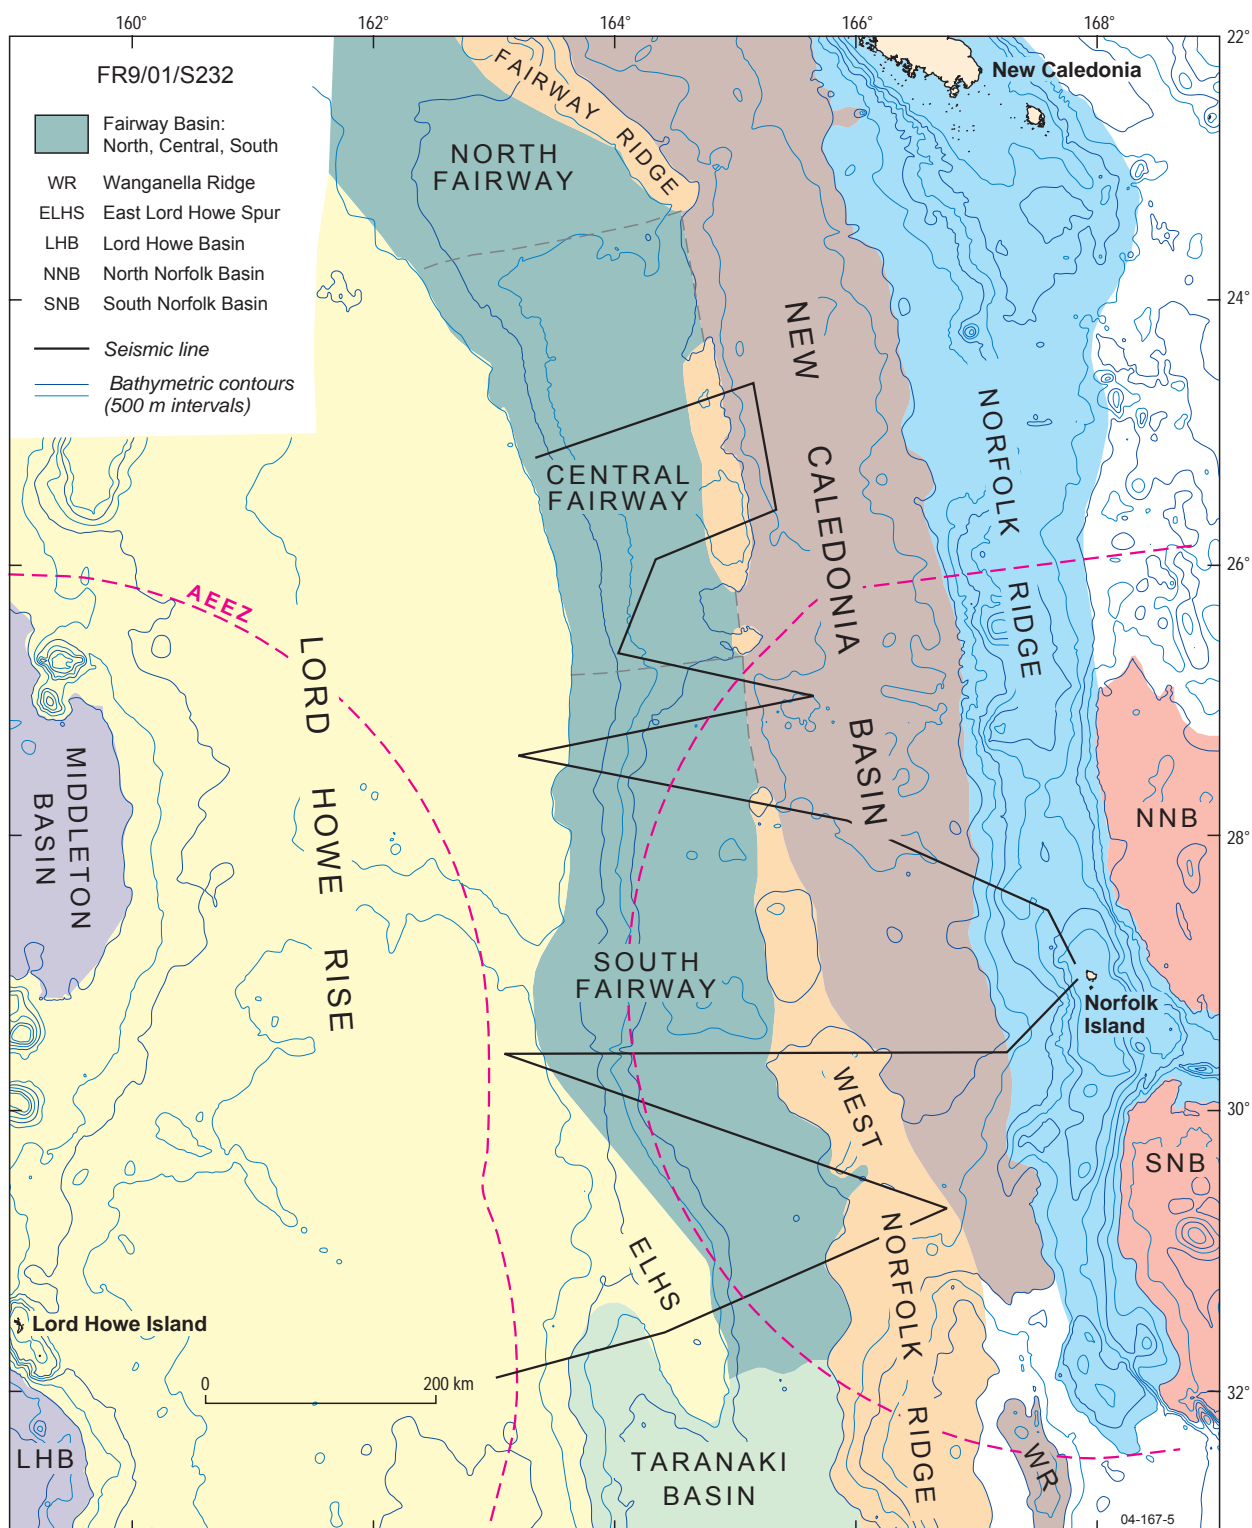 160°
162°
164°
166°
168°
22°
FR9/01/S232
Fairway Basin:
North, Central, South
WR Wanganella Ridge
ELHS East Lord Howe Spur
LHB Lord Howe Basin
NNB North Norfolk Basin
SNB South Norfolk Basin
Seismic line
Bathymetric contours
(500 m intervals)
FAIRWAY RIDGE
New Caledonia
NORTH
FAIRWAY
24°
NEW CALEDONIA BASIN
NORFOLK RIDGE
CENTRAL
FAIRWAY
26°
AEEZ
LORD HOWE RISE
MIDDLETON
BASIN
NNB
28°
SOUTH
FAIRWAY
Norfolk
Island
WEST NORFOLK RIDGE
30°
SNB
ELHS
Lord Howe Island
0 200 km
32°
LHB
TARANAKI
BASIN
WR
04-167-5